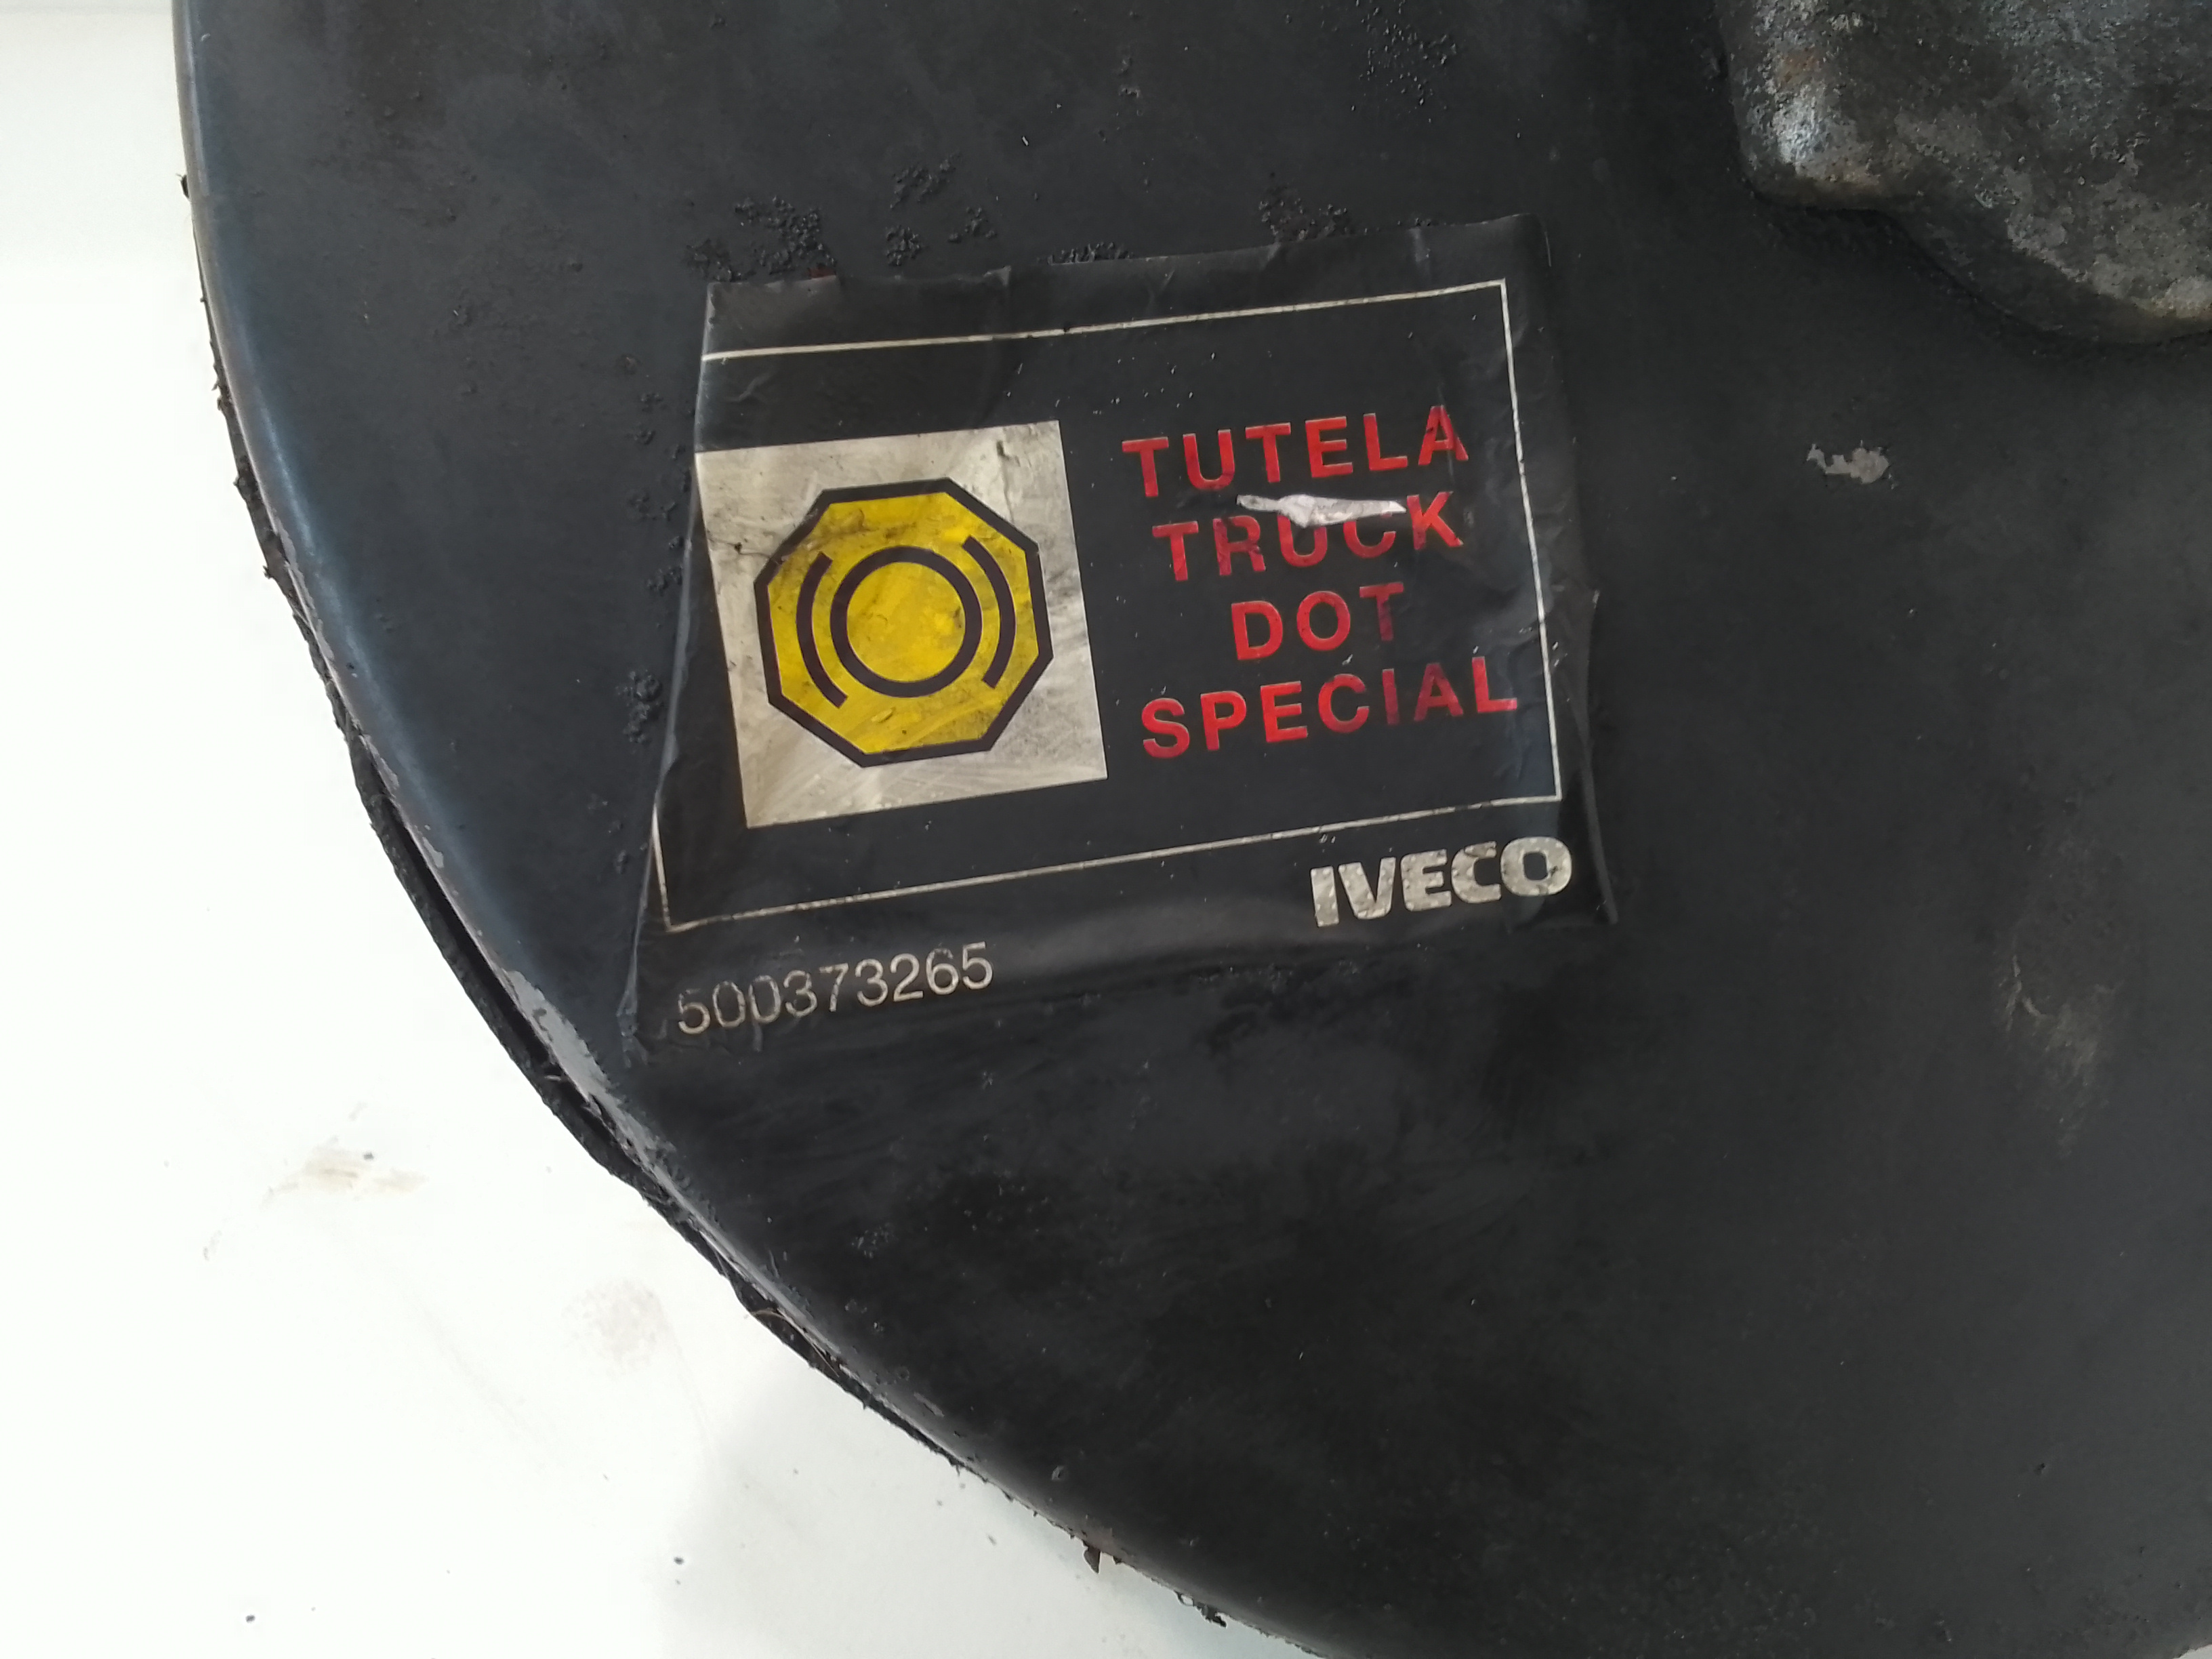 TUTELA
TRUCK
DOT
SPECIAL
IVECO
500373265